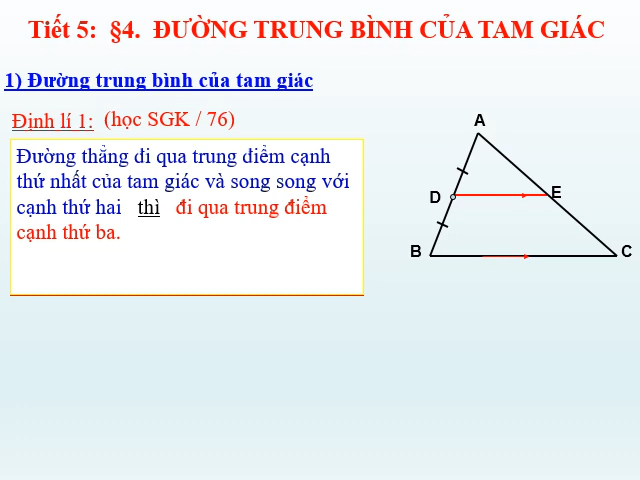 Tiết 5: §4. ĐƯỜNG TRUNG BÌNH CỦA TAM GIÁC
1) Đường trung bình của tam giác
Định lí 1: (học SGK / 76)
Đường thẳng đi qua trung điểm cạnh
thứ nhất của tam giác và song song với
cạnh thứ hai thì đi qua trung điểm
cạnh thứ ba.
A
D
E
B
C